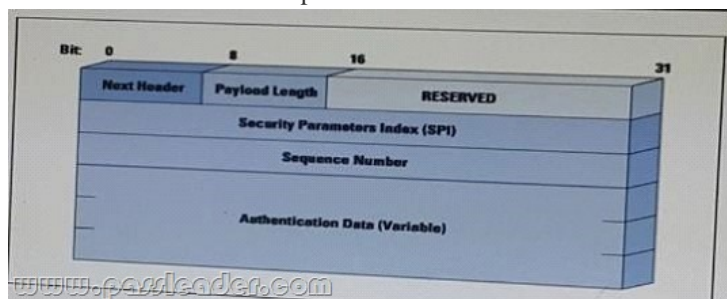 Bit: 0 8 16 31
Next Header Payload Length RESERVED
Security Parameters Index (SPI)
Sequence Number
Authentication Data (Variable)
www.passleader.com